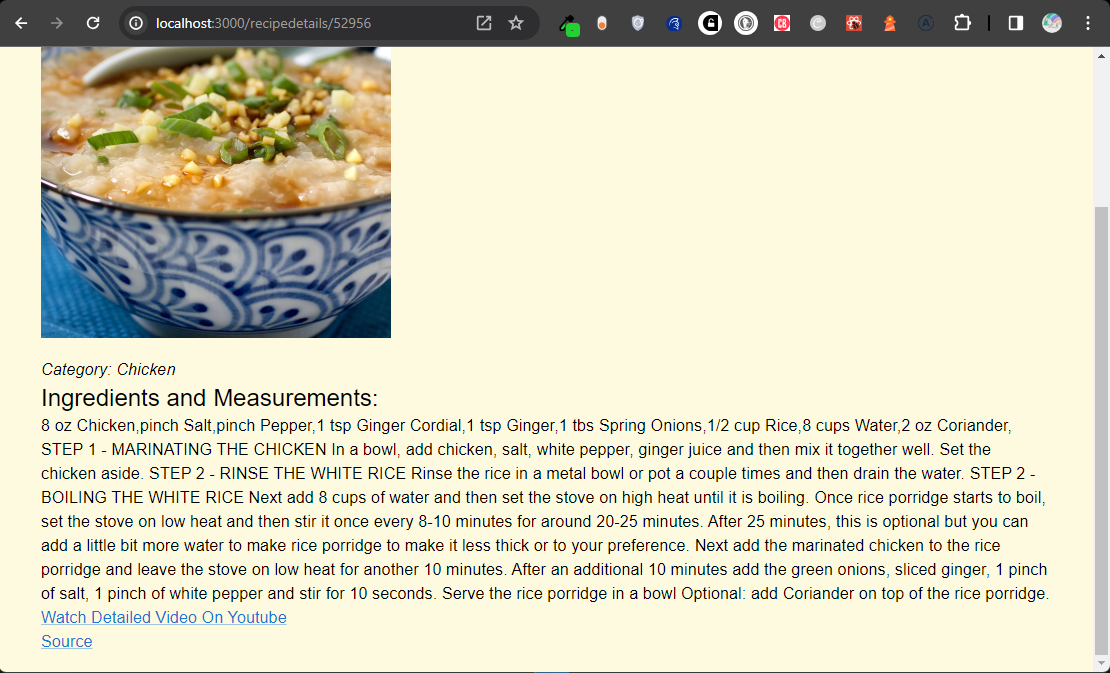 localhost:3000/recipedetails/52956
Category: Chicken
Ingredients and Measurements:
8 oz Chicken,pinch Salt,pinch Pepper,1 tsp Ginger Cordial,1 tsp Ginger,1 tbs Spring Onions,1/2 cup Rice,8 cups Water,2 oz Coriander,
STEP 1 - MARINATING THE CHICKEN In a bowl, add chicken, salt, white pepper, ginger juice and then mix it together well. Set the
chicken aside. STEP 2 - RINSE THE WHITE RICE Rinse the rice in a metal bowl or pot a couple times and then drain the water. STEP 2 -
BOILING THE WHITE RICE Next add 8 cups of water and then set the stove on high heat until it is boiling. Once rice porridge starts to boil,
set the stove on low heat and then stir it once every 8-10 minutes for around 20-25 minutes. After 25 minutes, this is optional but you can
add a little bit more water to make rice porridge to make it less thick or to your preference. Next add the marinated chicken to the rice
porridge and leave the stove on low heat for another 10 minutes. After an additional 10 minutes add the green onions, sliced ginger, 1 pinch
of salt, 1 pinch of white pepper and stir for 10 seconds. Serve the rice porridge in a bowl Optional: add Coriander on top of the rice porridge.
Watch Detailed Video On Youtube
Source